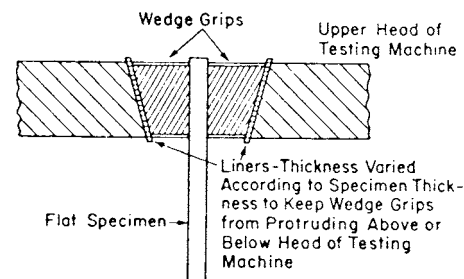 Wedge Grips
Upper Head of
Testing Machine
Liners-Thickness Varied
According to Specimen Thick-
ness to Keep Wedge Grips
from Protruding Above or
Below Head of Testing
Machine
Flat Specimen